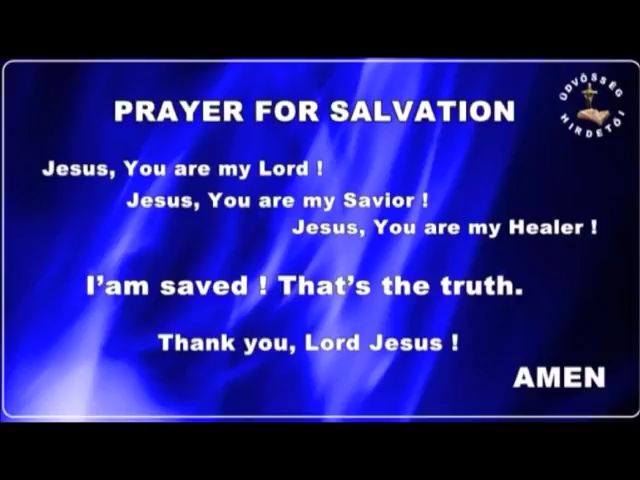 PRAYER FOR SALVATION
ÜDVÖSSÉG
HIRDETŐI
Jesus, You are my Lord !
Jesus, You are my Savior !
Jesus, You are my Healer !
I'am saved ! That's the truth.
Thank you, Lord Jesus !
AMEN